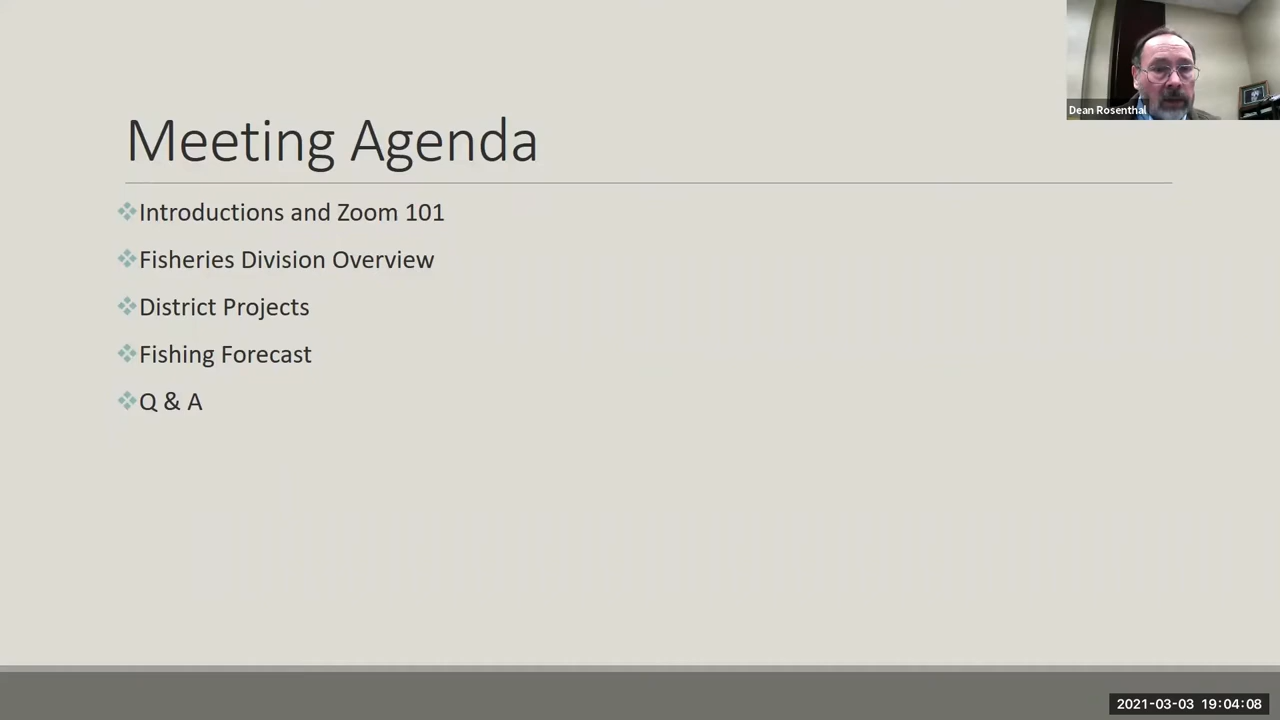 Dean Rosenthal
Meeting Agenda
Introductions and Zoom 101
Fisheries Division Overview
District Projects
Fishing Forecast
Q & A
2021-03-03 19:04:08